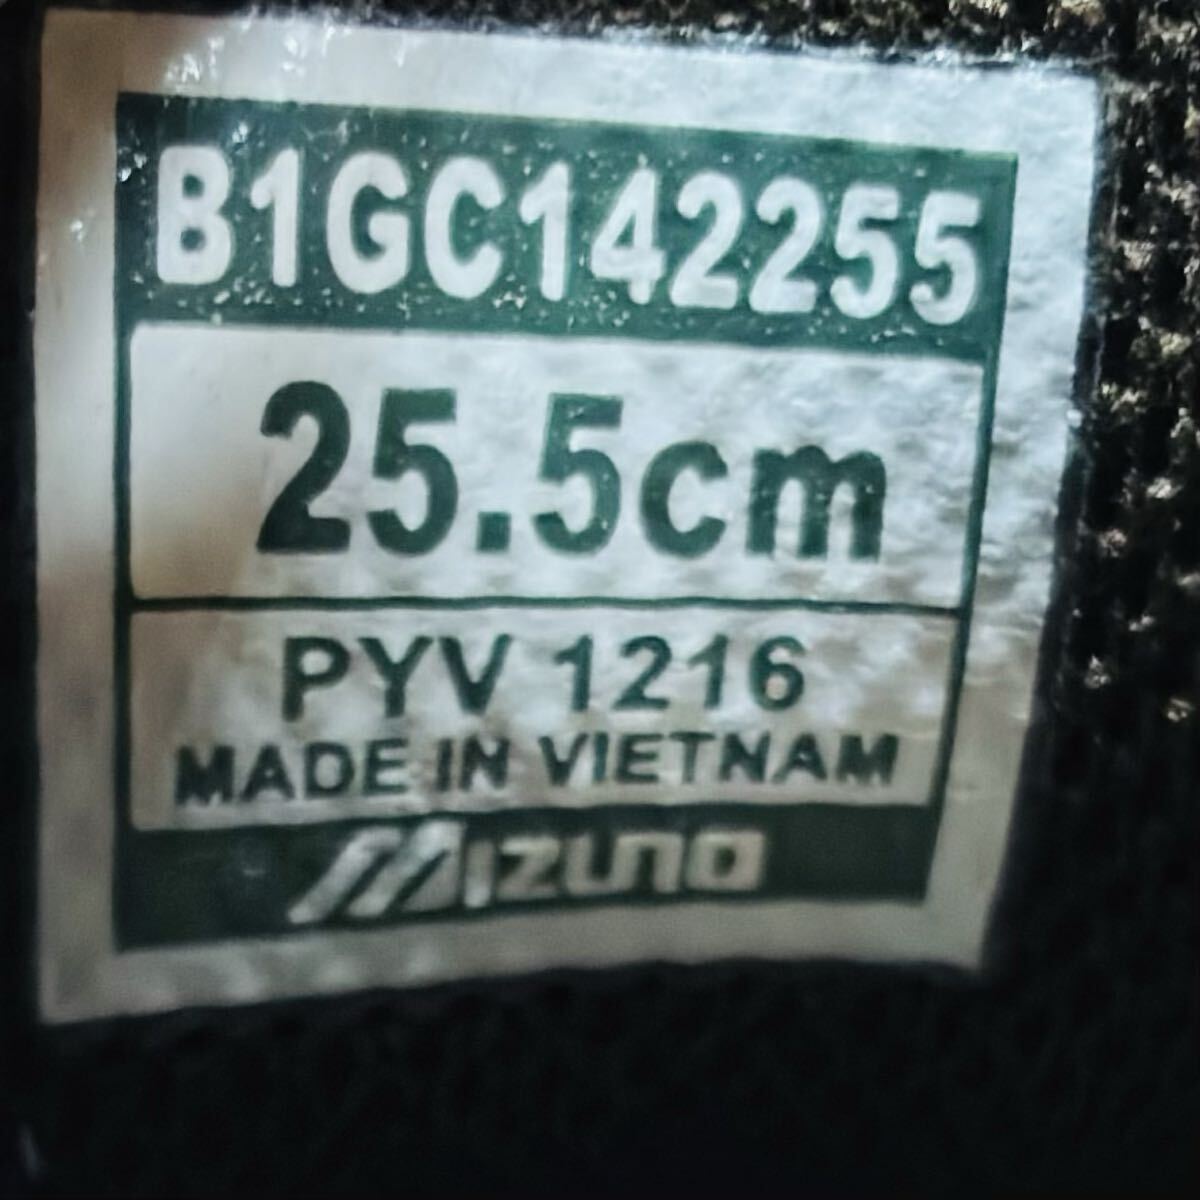 B1GC142255
25.5cm
PYV 1216
MADE IN VIETNAM
MIZUNO